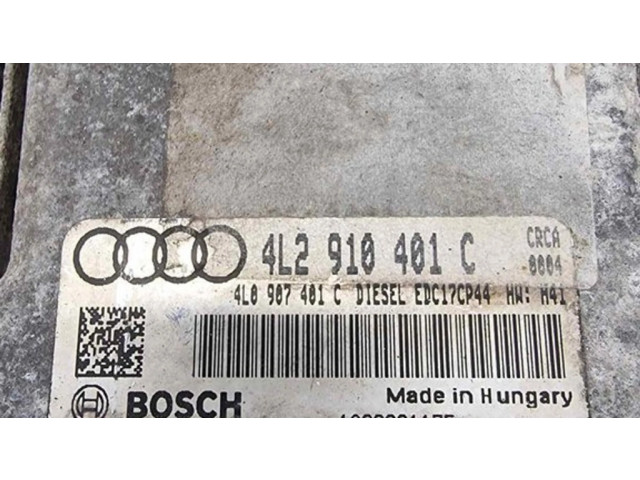 4L2 910 401 C CRCA
0004
4L0 907 401 C DIESEL EDC17CP44 HW: H41
BOSCH Made in Hungary